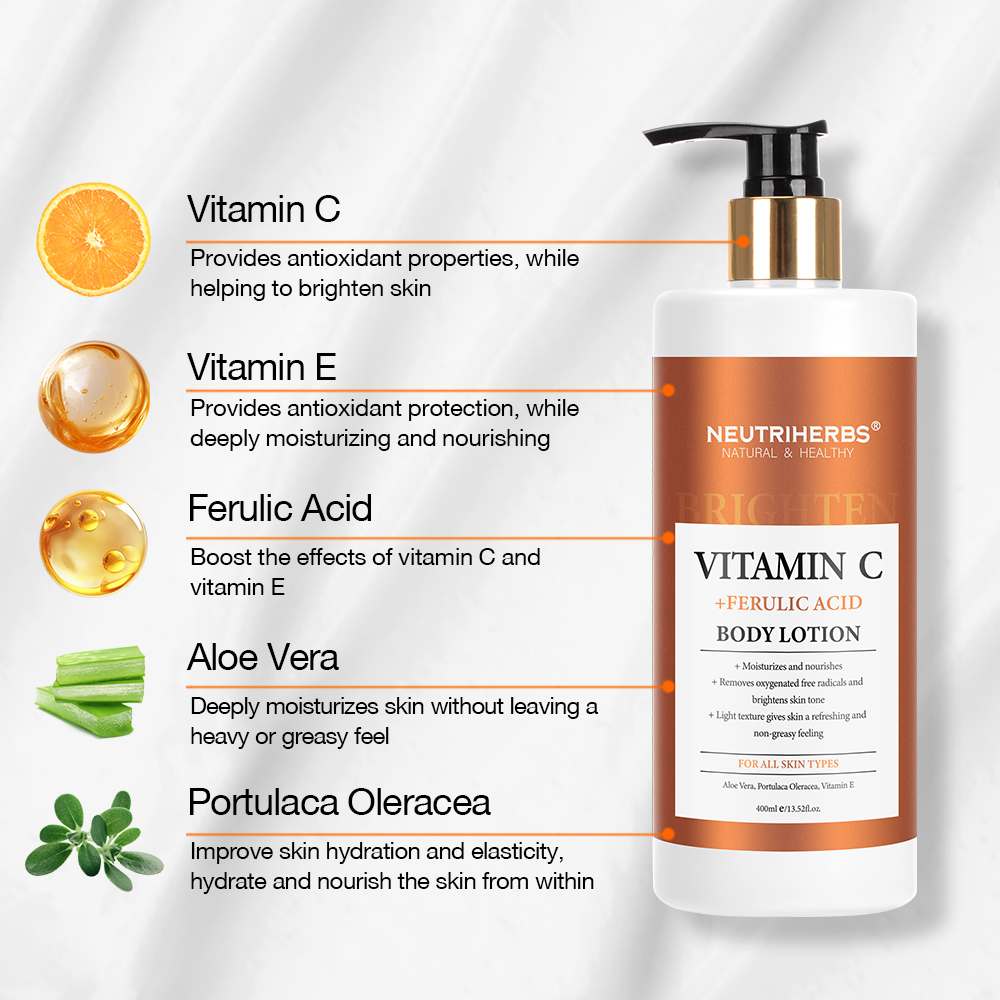 Vitamin C
Provides antioxidant properties, while
helping to brighten skin
Vitamin E
Provides antioxidant protection, while
deeply moisturizing and nourishing
Ferulic Acid
Boost the effects of vitamin C and
vitamin E
Aloe Vera
Deeply moisturizes skin without leaving a
heavy or greasy feel
Portulaca Oleracea
Improve skin hydration and elasticity,
hydrate and nourish the skin from within
NEUTRIHERBS®
NATURAL & HEALTHY
BRIGHTEN
VITAMIN C
+FERULIC ACID
BODY LOTION
+ Moisturizes and nourishes
+ Removes oxygenated free radicals and
brightens skin tone
+ Light texture gives skin a refreshing and
non-greasy feeling
FOR ALL SKIN TYPES
Aloe Vera, Portulaca Oleracea, Vitamin E
400ml e/13.52fl.oz.